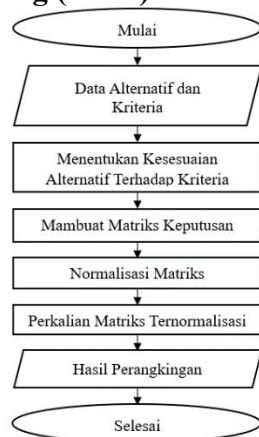 Mulai
Data Alternatif dan
Kriteria
Menentukan Kesesuaian
Alternatif Terhadap Kriteria
Mambuat Matriks Keputusan
Normalisasi Matriks
Perkalian Matriks Ternormalisasi
Hasil Perangkingan
Selesai